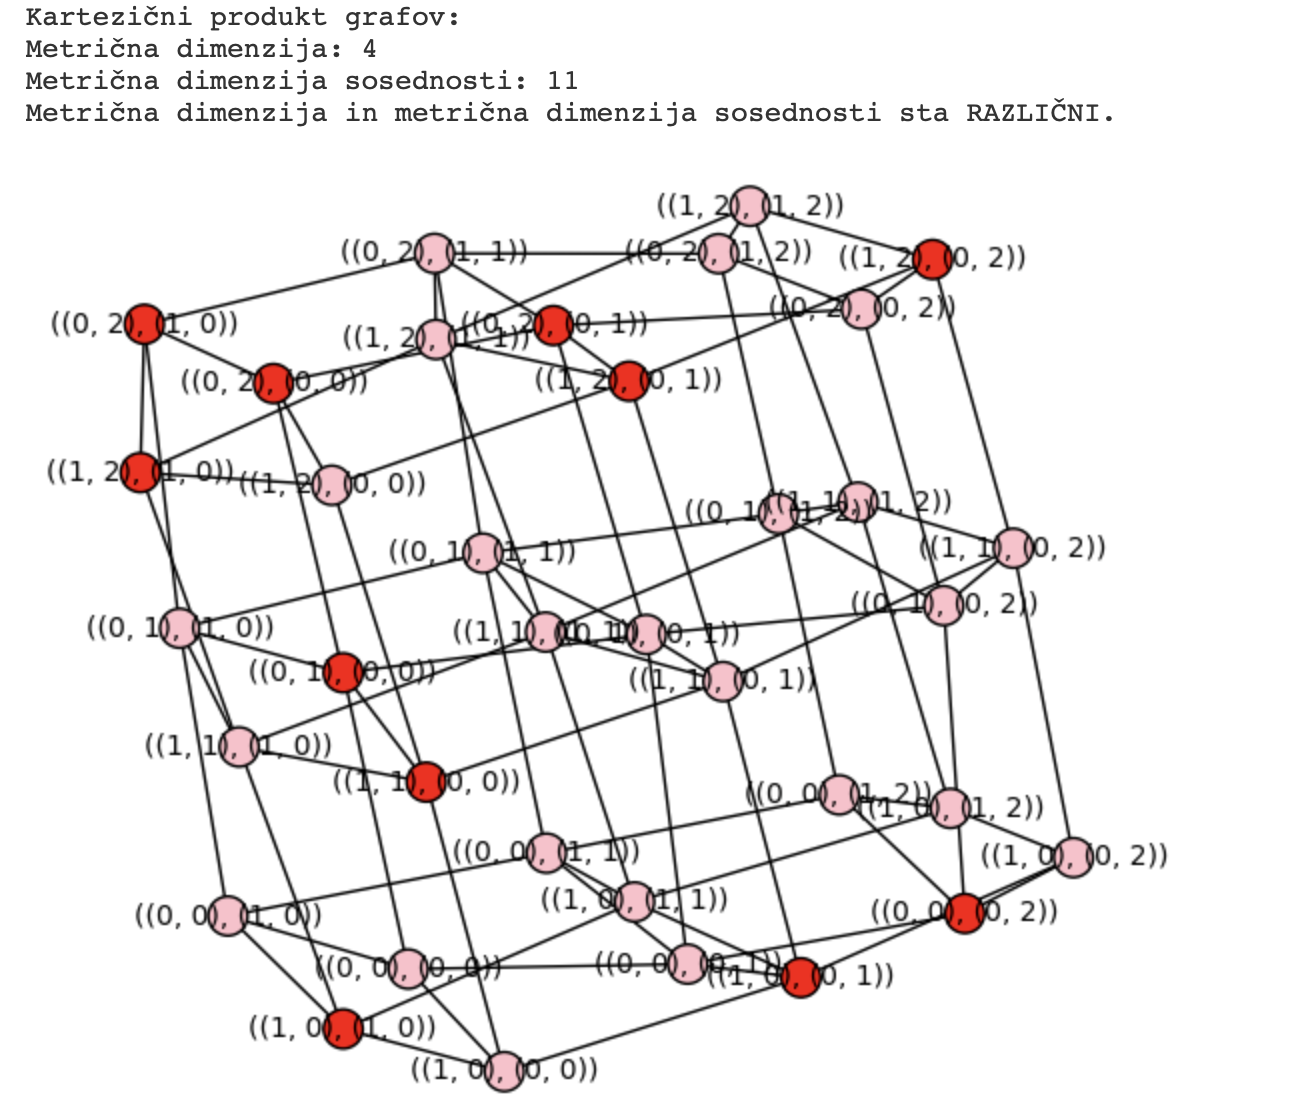 Kartezični produkt grafov:
Metrična dimenzija: 4
Metrična dimenzija sosednosti: 11
Metrična dimenzija in metrična dimenzija sosednosti sta RAZLIČNI.
((1, 2), (1, 2))
((0, 2), (1, 1))
((0, 2), (1, 2))
((1, 2), (0, 2))
((0, 2), (0, 2))
((0, 2), (1, 0))
((0, 2), (0, 1))
((1, 2), (1, 1))
((0, 2), (0, 0))
((1, 2), (0, 1))
((1, 2), (1, 0))
((1, 2), (0, 0))
((1, 1), (1, 2))
((0, 1), (1, 2))
((0, 1), (1, 1))
((1, 1), (0, 2))
((0, 1), (0, 2))
((0, 1), (1, 0))
((1, 1), (1, 1))
((0, 1), (0, 1))
((0, 1), (0, 0))
((1, 1), (0, 1))
((1, 1), (1, 0))
((1, 1), (0, 0))
((0, 0), (1, 2))
((1, 0), (1, 2))
((0, 0), (1, 1))
((1, 0), (0, 2))
((1, 0), (1, 1))
((0, 0), (0, 2))
((0, 0), (1, 0))
((0, 0), (0, 0))
((0, 0), (0, 1))
((1, 0), (0, 1))
((1, 0), (1, 0))
((1, 0), (0, 0))